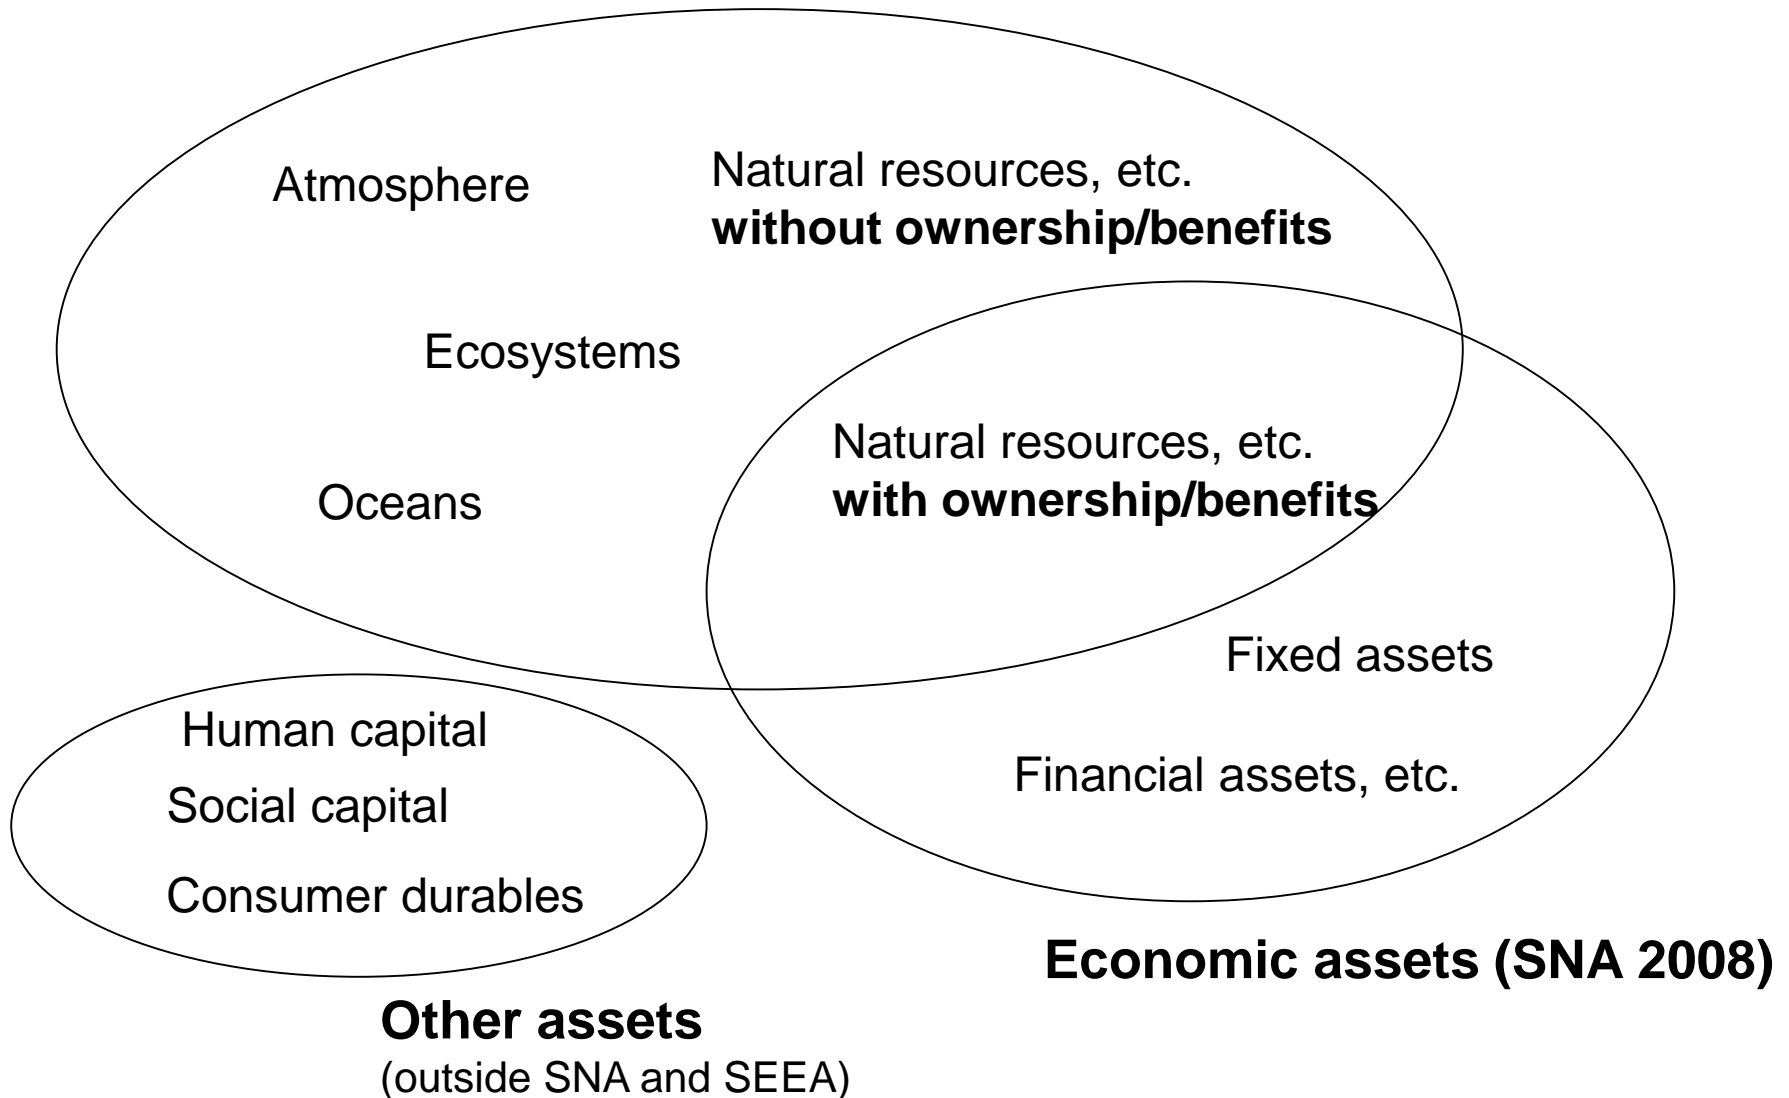 Atmosphere
Natural resources, etc.
without ownership/benefits
Ecosystems
Natural resources, etc.
with ownership/benefits
Oceans
Fixed assets
Financial assets, etc.
Human capital
Social capital
Consumer durables
Economic assets (SNA 2008)
Other assets
(outside SNA and SEEA)